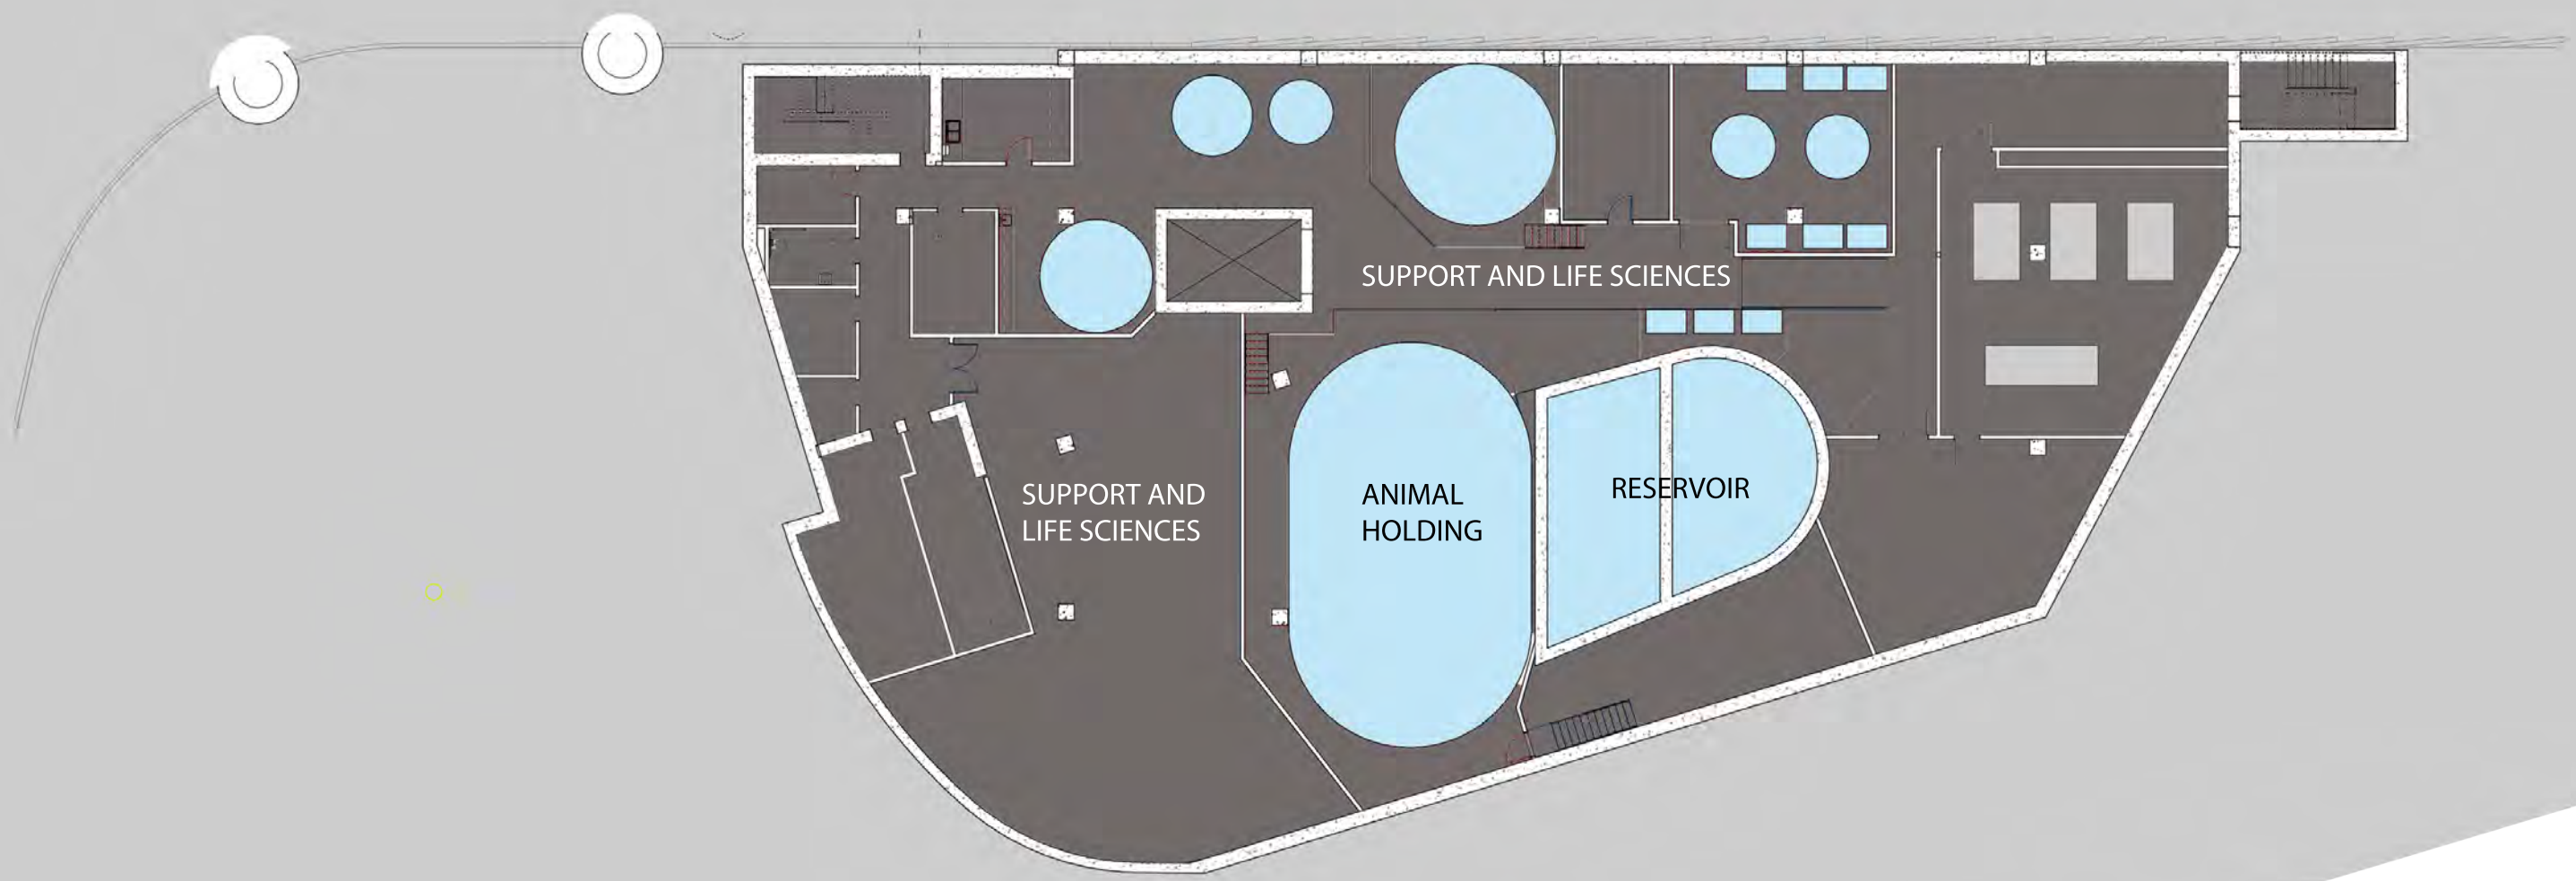 SUPPORT AND LIFE SCIENCES
SUPPORT AND
LIFE SCIENCES
ANIMAL
HOLDING
RESERVOIR